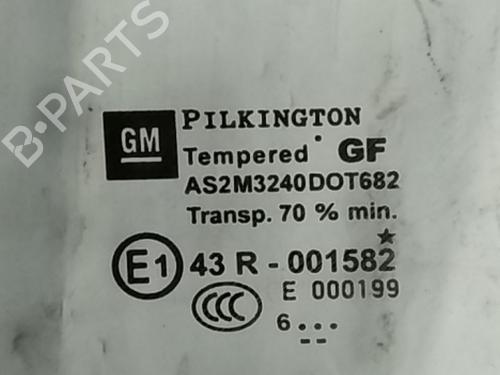 B-PARTS
GM
PILKINGTON
Tempered GF
AS2M3240DOT682
Transp. 70 % min.
E1 43 R - 001582
CCC E 000199
6...
--